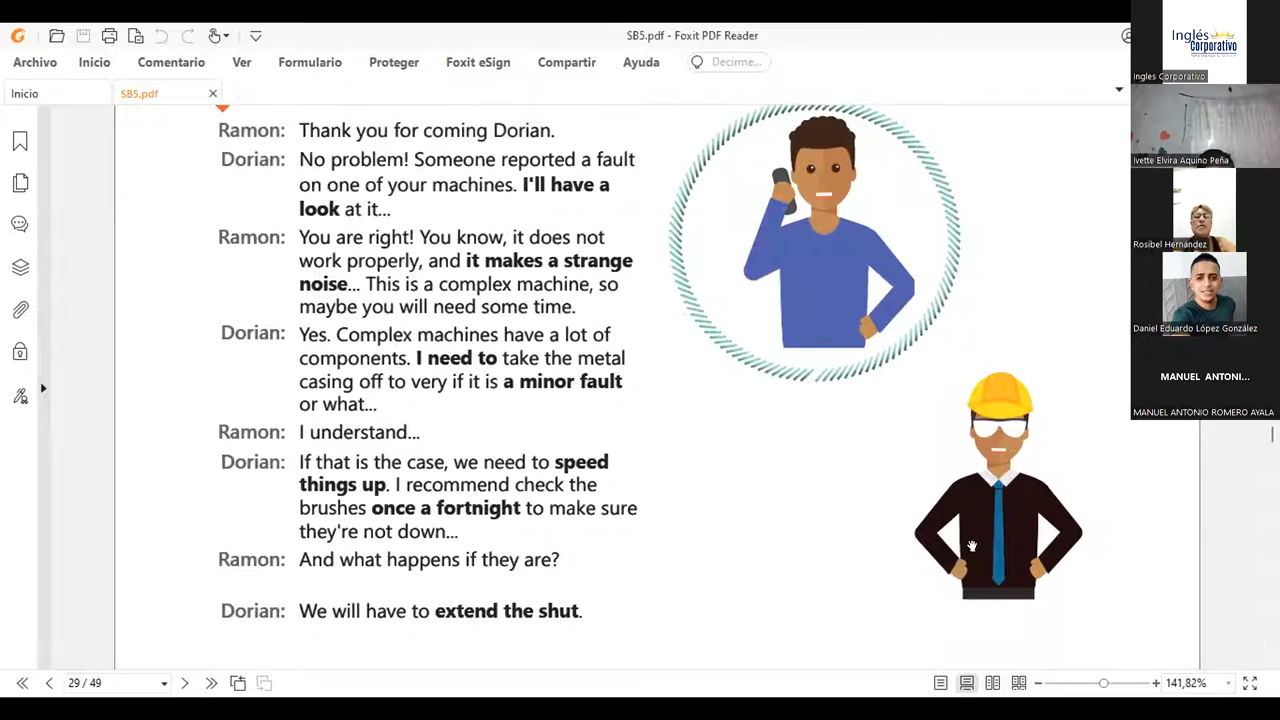 SB5.pdf - Foxit PDF Reader
Archivo Inicio Comentario Ver Formulario Proteger Foxit eSign Compartir Ayuda Decirme...
Inicio SB5.pdf
Ramon: Thank you for coming Dorian.
Dorian: No problem! Someone reported a fault
on one of your machines. I'll have a
look at it...
Ramon: You are right! You know, it does not
work properly, and it makes a strange
noise... This is a complex machine, so
maybe you will need some time.
Dorian: Yes. Complex machines have a lot of
components. I need to take the metal
casing off to very if it is a minor fault
or what...
Ramon: I understand...
Dorian: If that is the case, we need to speed
things up. I recommend check the
brushes once a fortnight to make sure
they're not down...
Ramon: And what happens if they are?
Dorian: We will have to extend the shut.
29 / 49
141,82%
Inglés
Corporativo
Ingles Corporativo
Ivette Elvira Aquino Peña
Rosibel Hernández
Daniel Eduardo López González
MANUEL ANTONI...
MANUEL ANTONIO ROMERO AYALA